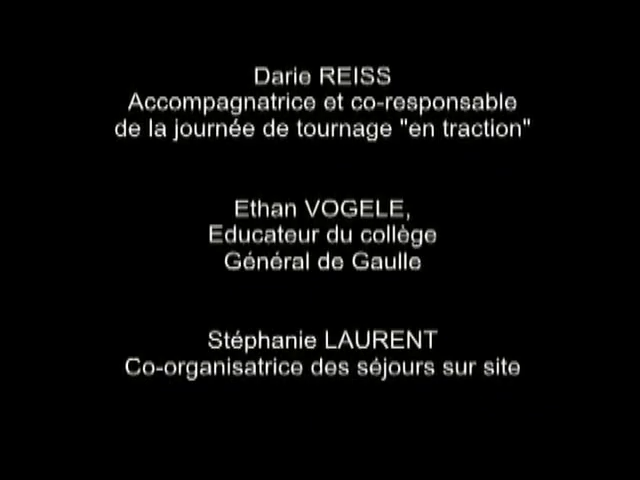 Darie REISS
Accompagnatrice et co-responsable
de la journée de tournage "en traction"
Ethan VOGELE,
Educateur du collège
Général de Gaulle
Stéphanie LAURENT
Co-organisatrice des séjours sur site